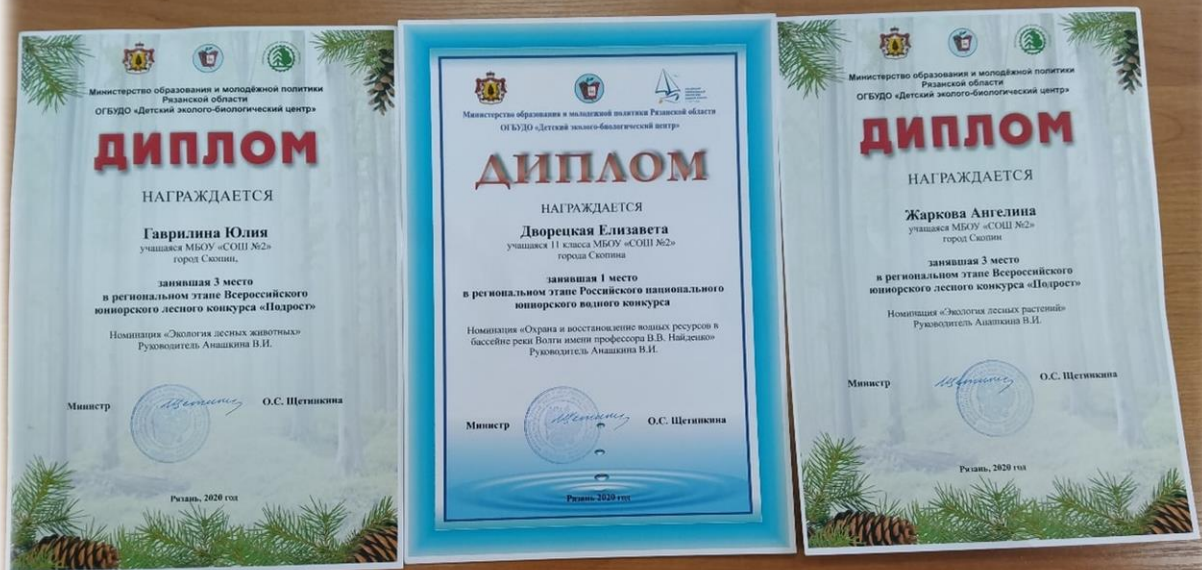 Министерство образования и молодёжной политики
Рязанской области
ОГБУДО «Детский эколого-биологический центр»
ДИПЛОМ
НАГРАЖДАЕТСЯ
Гаврилина Юлия
учащаяся МБОУ «СОШ №2»
город Скопин,
занявшая 3 место
в региональном этапе Всероссийского
юниорского лесного конкурса «Подрост»
Номинация «Экология лесных животных»
Руководитель Анашкина В.И.
Министр О.С. Щетинкина
Рязань, 2020 год
Министерство образования и молодежной политики Рязанской области
ОГБУДО «Детский эколого-биологический центр»
ДИПЛОМ
НАГРАЖДАЕТСЯ
Дворецкая Елизавета
учащаяся 11 класса МБОУ «СОШ №2»
города Скопина
занявшая 1 место
в региональном этапе Российского национального
юниорского водного конкурса
Номинация «Охрана и восстановление водных ресурсов в
бассейне реки Волги имени профессора В.В. Найденко»
Руководитель Анашкина В.И.
Министр О.С. Щетинкина
Рязань 2020 год
Министерство образования и молодёжной политики
Рязанской области
ОГБУДО «Детский эколого-биологический центр»
ДИПЛОМ
НАГРАЖДАЕТСЯ
Жаркова Ангелина
учащаяся МБОУ «СОШ №2»
город Скопин
занявшая 3 место
в региональном этапе Всероссийского
юниорского лесного конкурса «Подрост»
Номинация «Экология лесных растений»
Руководитель Анашкина В.И.
Министр О.С. Щетинкина
Рязань, 2020 год